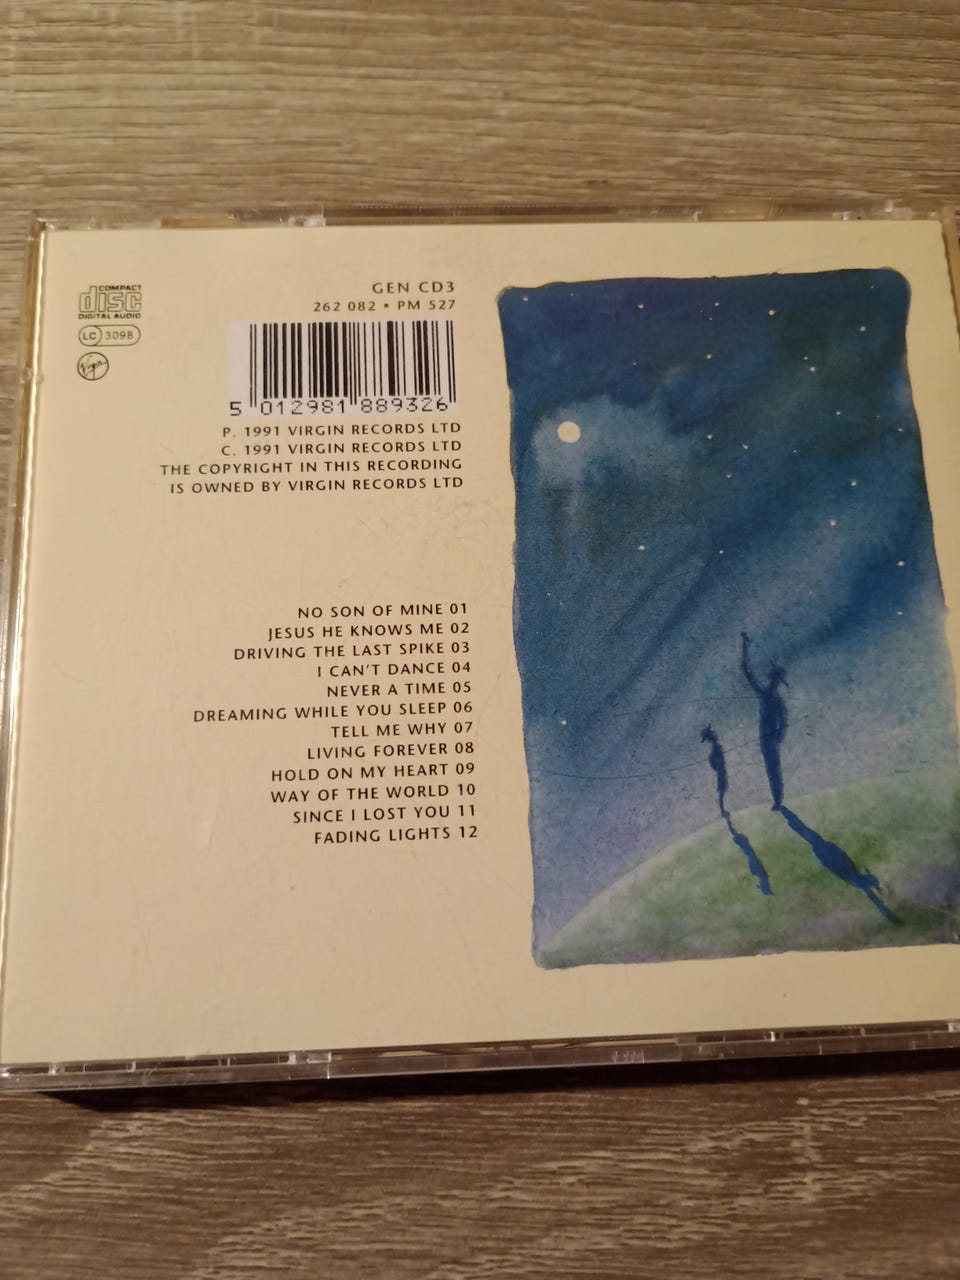 COMPACT
disc
DIGITAL AUDIO
LC 3098
Virgin
GEN CD3
262 082 • PM 527
5 012981 889326
P. 1991 VIRGIN RECORDS LTD
C. 1991 VIRGIN RECORDS LTD
THE COPYRIGHT IN THIS RECORDING
IS OWNED BY VIRGIN RECORDS LTD
NO SON OF MINE 01
JESUS HE KNOWS ME 02
DRIVING THE LAST SPIKE 03
I CAN'T DANCE 04
NEVER A TIME 05
DREAMING WHILE YOU SLEEP 06
TELL ME WHY 07
LIVING FOREVER 08
HOLD ON MY HEART 09
WAY OF THE WORLD 10
SINCE I LOST YOU 11
FADING LIGHTS 12